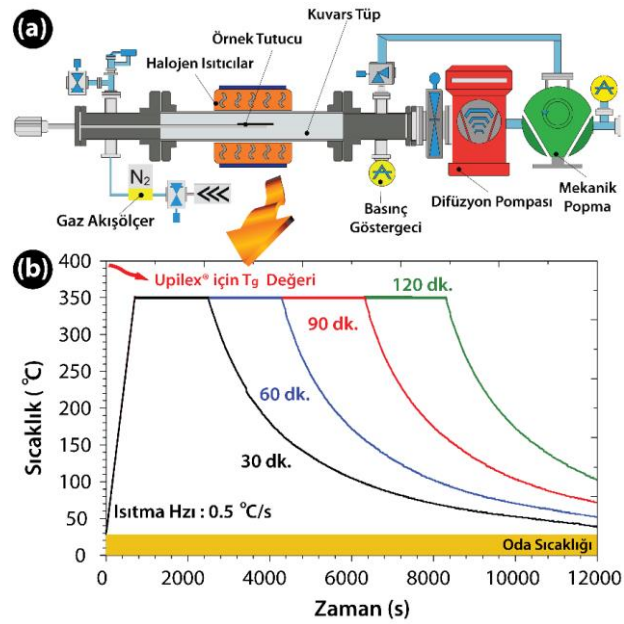 (a)
Kuvars Tüp
Örnek Tutucu
Halojen Isıtıcılar
N2
Gaz Akışölçer
Basınç
Göstergeci
Difüzyon Pompası
Mekanik
Popma
(b)
Upilex® için Tg Değeri
120 dk.
90 dk.
60 dk.
30 dk.
Isıtma Hzı : 0.5 °C/s
Oda Sıcaklığı
Sıcaklık ( °C)
400
350
300
250
200
150
100
50
0
0 2000 4000 6000 8000 10000 12000
Zaman (s)